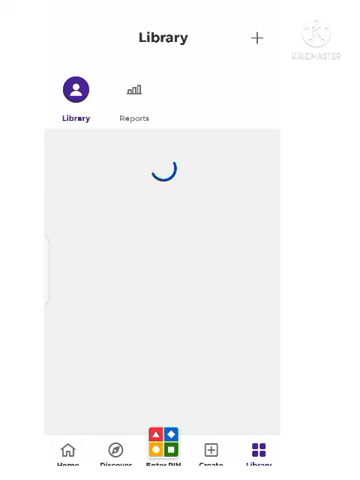 Library
KINEMASTER
Library
Reports
Home
Discover
Enter PIN
Create
Library